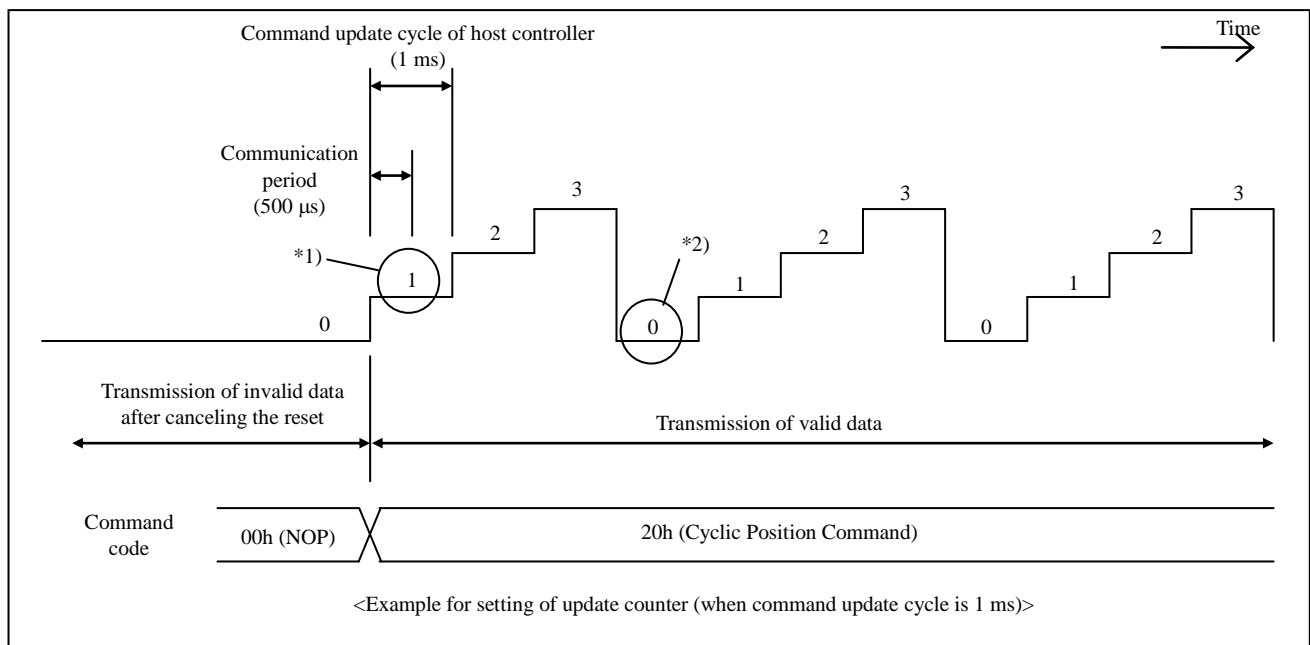 Command update cycle of host controller
(1 ms)
Time
Communication
period
(500 μs)
*1)
*2)
0
1
2
3
0
1
2
3
0
1
2
3
Transmission of invalid data
after canceling the reset
Transmission of valid data
Command
code
00h (NOP)
20h (Cyclic Position Command)
<Example for setting of update counter (when command update cycle is 1 ms)>